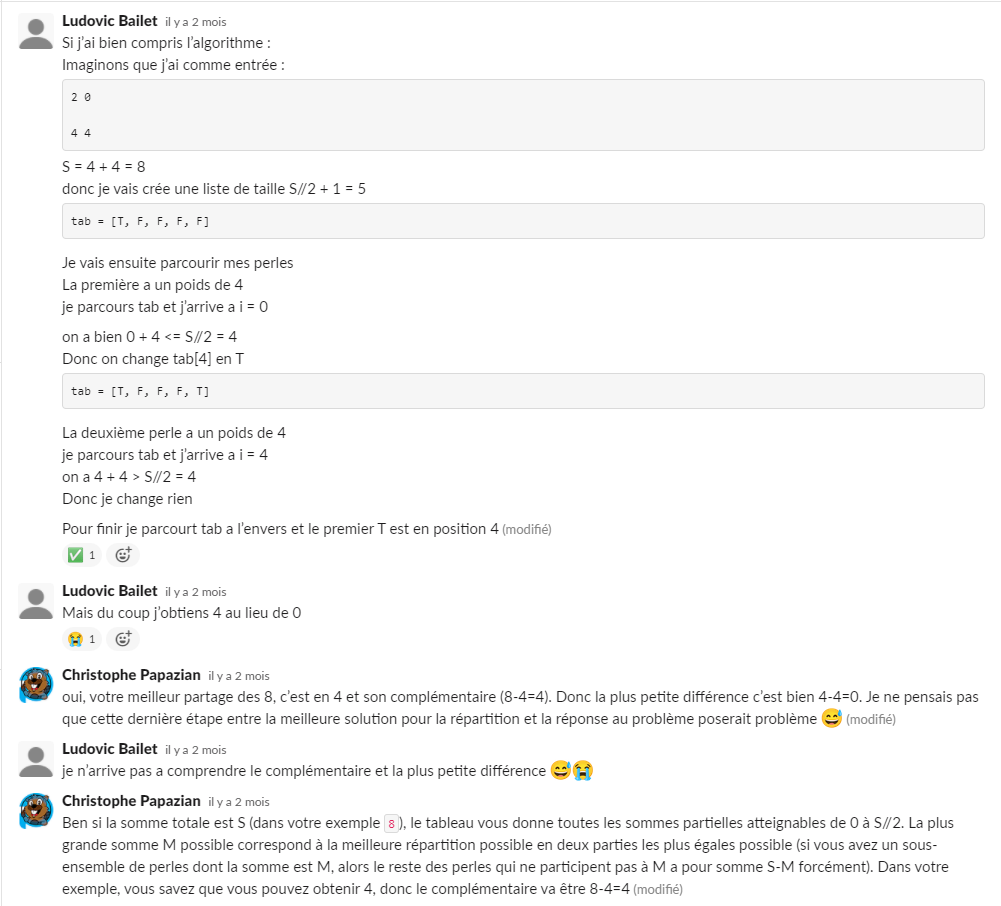 Ludovic Bailet il y a 2 mois
Si j'ai bien compris l'algorithme :
Imaginons que j'ai comme entrée :
2 0
4 4
S = 4 + 4 = 8
donc je vais crée une liste de taille S//2 + 1 = 5
tab = [T, F, F, F, F]
Je vais ensuite parcourir mes perles
La première a un poids de 4
je parcours tab et j'arrive a i = 0
on a bien 0 + 4 <= S//2 = 4
Donc on change tab[4] en T
tab = [T, F, F, F, T]
La deuxième perle a un poids de 4
je parcours tab et j'arrive a i = 4
on a 4 + 4 > S//2 = 4
Donc je change rien
Pour finir je parcourt tab a l'envers et le premier T est en position 4 (modifié)
1
Ludovic Bailet il y a 2 mois
Mais du coup j'obtiens 4 au lieu de 0
1
Christophe Papazian il y a 2 mois
oui, votre meilleur partage des 8, c'est en 4 et son complémentaire (8-4=4). Donc la plus petite différence c'est bien 4-4=0. Je ne pensais pas
que cette dernière étape entre la meilleure solution pour la répartition et la réponse au problème poserait problème 😅 (modifié)
Ludovic Bailet il y a 2 mois
je n'arrive pas a comprendre le complémentaire et la plus petite différence 😅😭
Christophe Papazian il y a 2 mois
Ben si la somme totale est S (dans votre exemple 8), le tableau vous donne toutes les sommes partielles atteignables de 0 à S//2. La plus
grande somme M possible correspond à la meilleure répartition possible en deux parties les plus égales possible (si vous avez un sous-
ensemble de perles dont la somme est M, alors le reste des perles qui ne participent pas à M a pour somme S-M forcément). Dans votre
exemple, vous savez que vous pouvez obtenir 4, donc le complémentaire va être 8-4=4 (modifié)